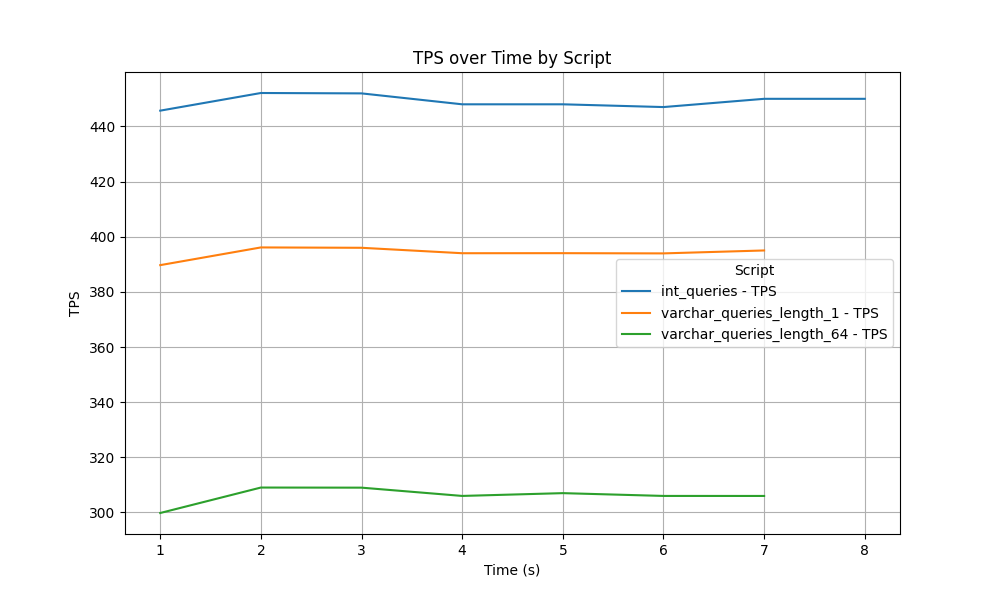 TPS over Time by Script
TPS
440
420
400
380
360
340
320
300
Script
int_queries - TPS
varchar_queries_length_1 - TPS
varchar_queries_length_64 - TPS
1 2 3 4 5 6 7 8
Time (s)